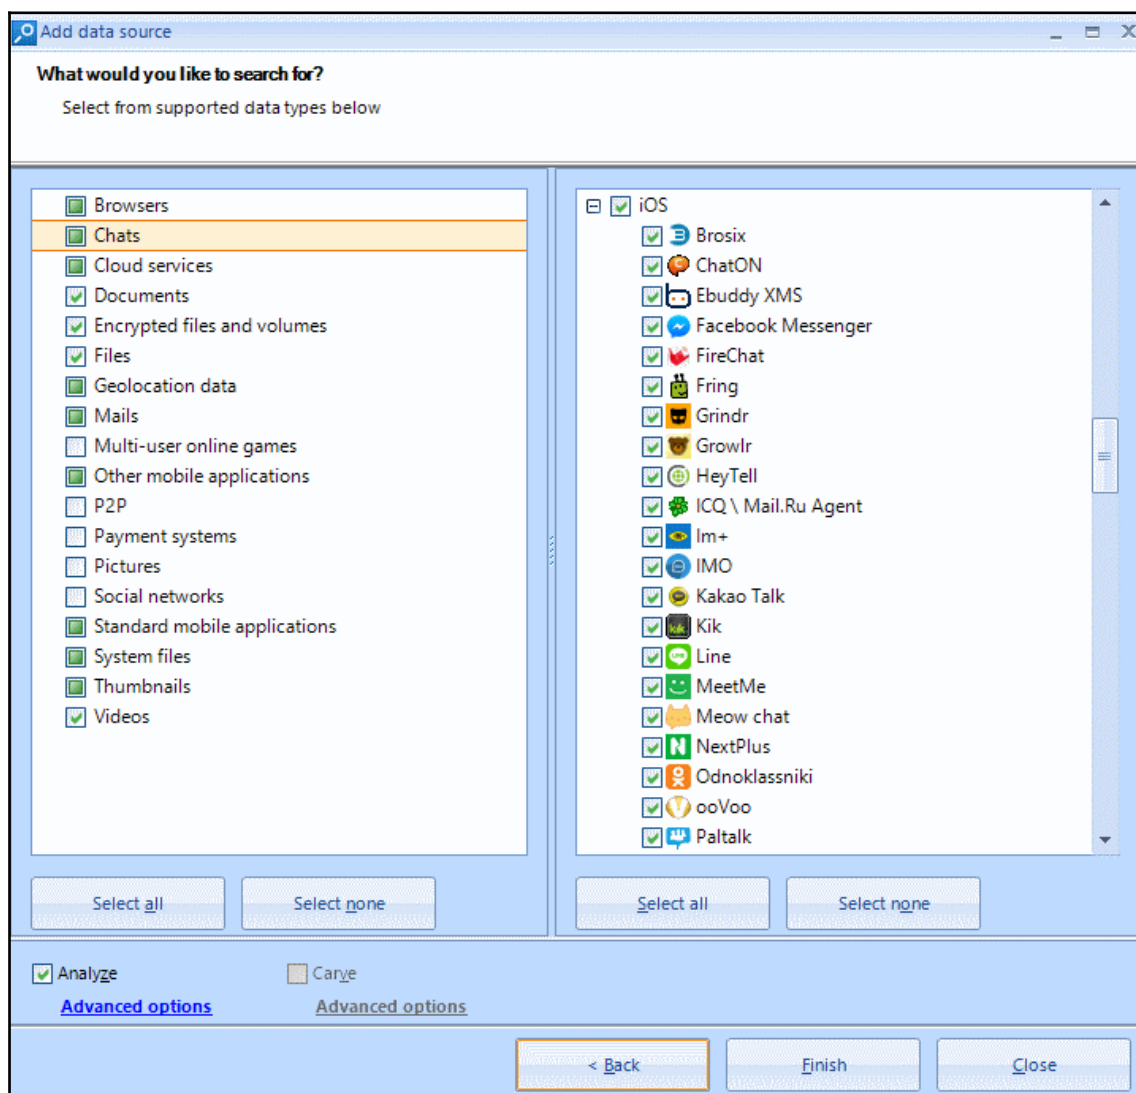 Add data source
What would you like to search for?
Select from supported data types below
Browsers
Chats
Cloud services
Documents
Encrypted files and volumes
Files
Geolocation data
Mails
Multi-user online games
Other mobile applications
P2P
Payment systems
Pictures
Social networks
Standard mobile applications
System files
Thumbnails
Videos
Select all
Select none
iOS
Brosix
ChatON
Ebuddy XMS
Facebook Messenger
FireChat
Fring
Grindr
Growlr
HeyTell
ICQ \ Mail.Ru Agent
Im+
IMO
Kakao Talk
Kik
Line
MeetMe
Meow chat
NextPlus
Odnoklassniki
ooVoo
Paltalk
Select all
Select none
Analyze
Carve
Advanced options
Advanced options
< Back
Finish
Close